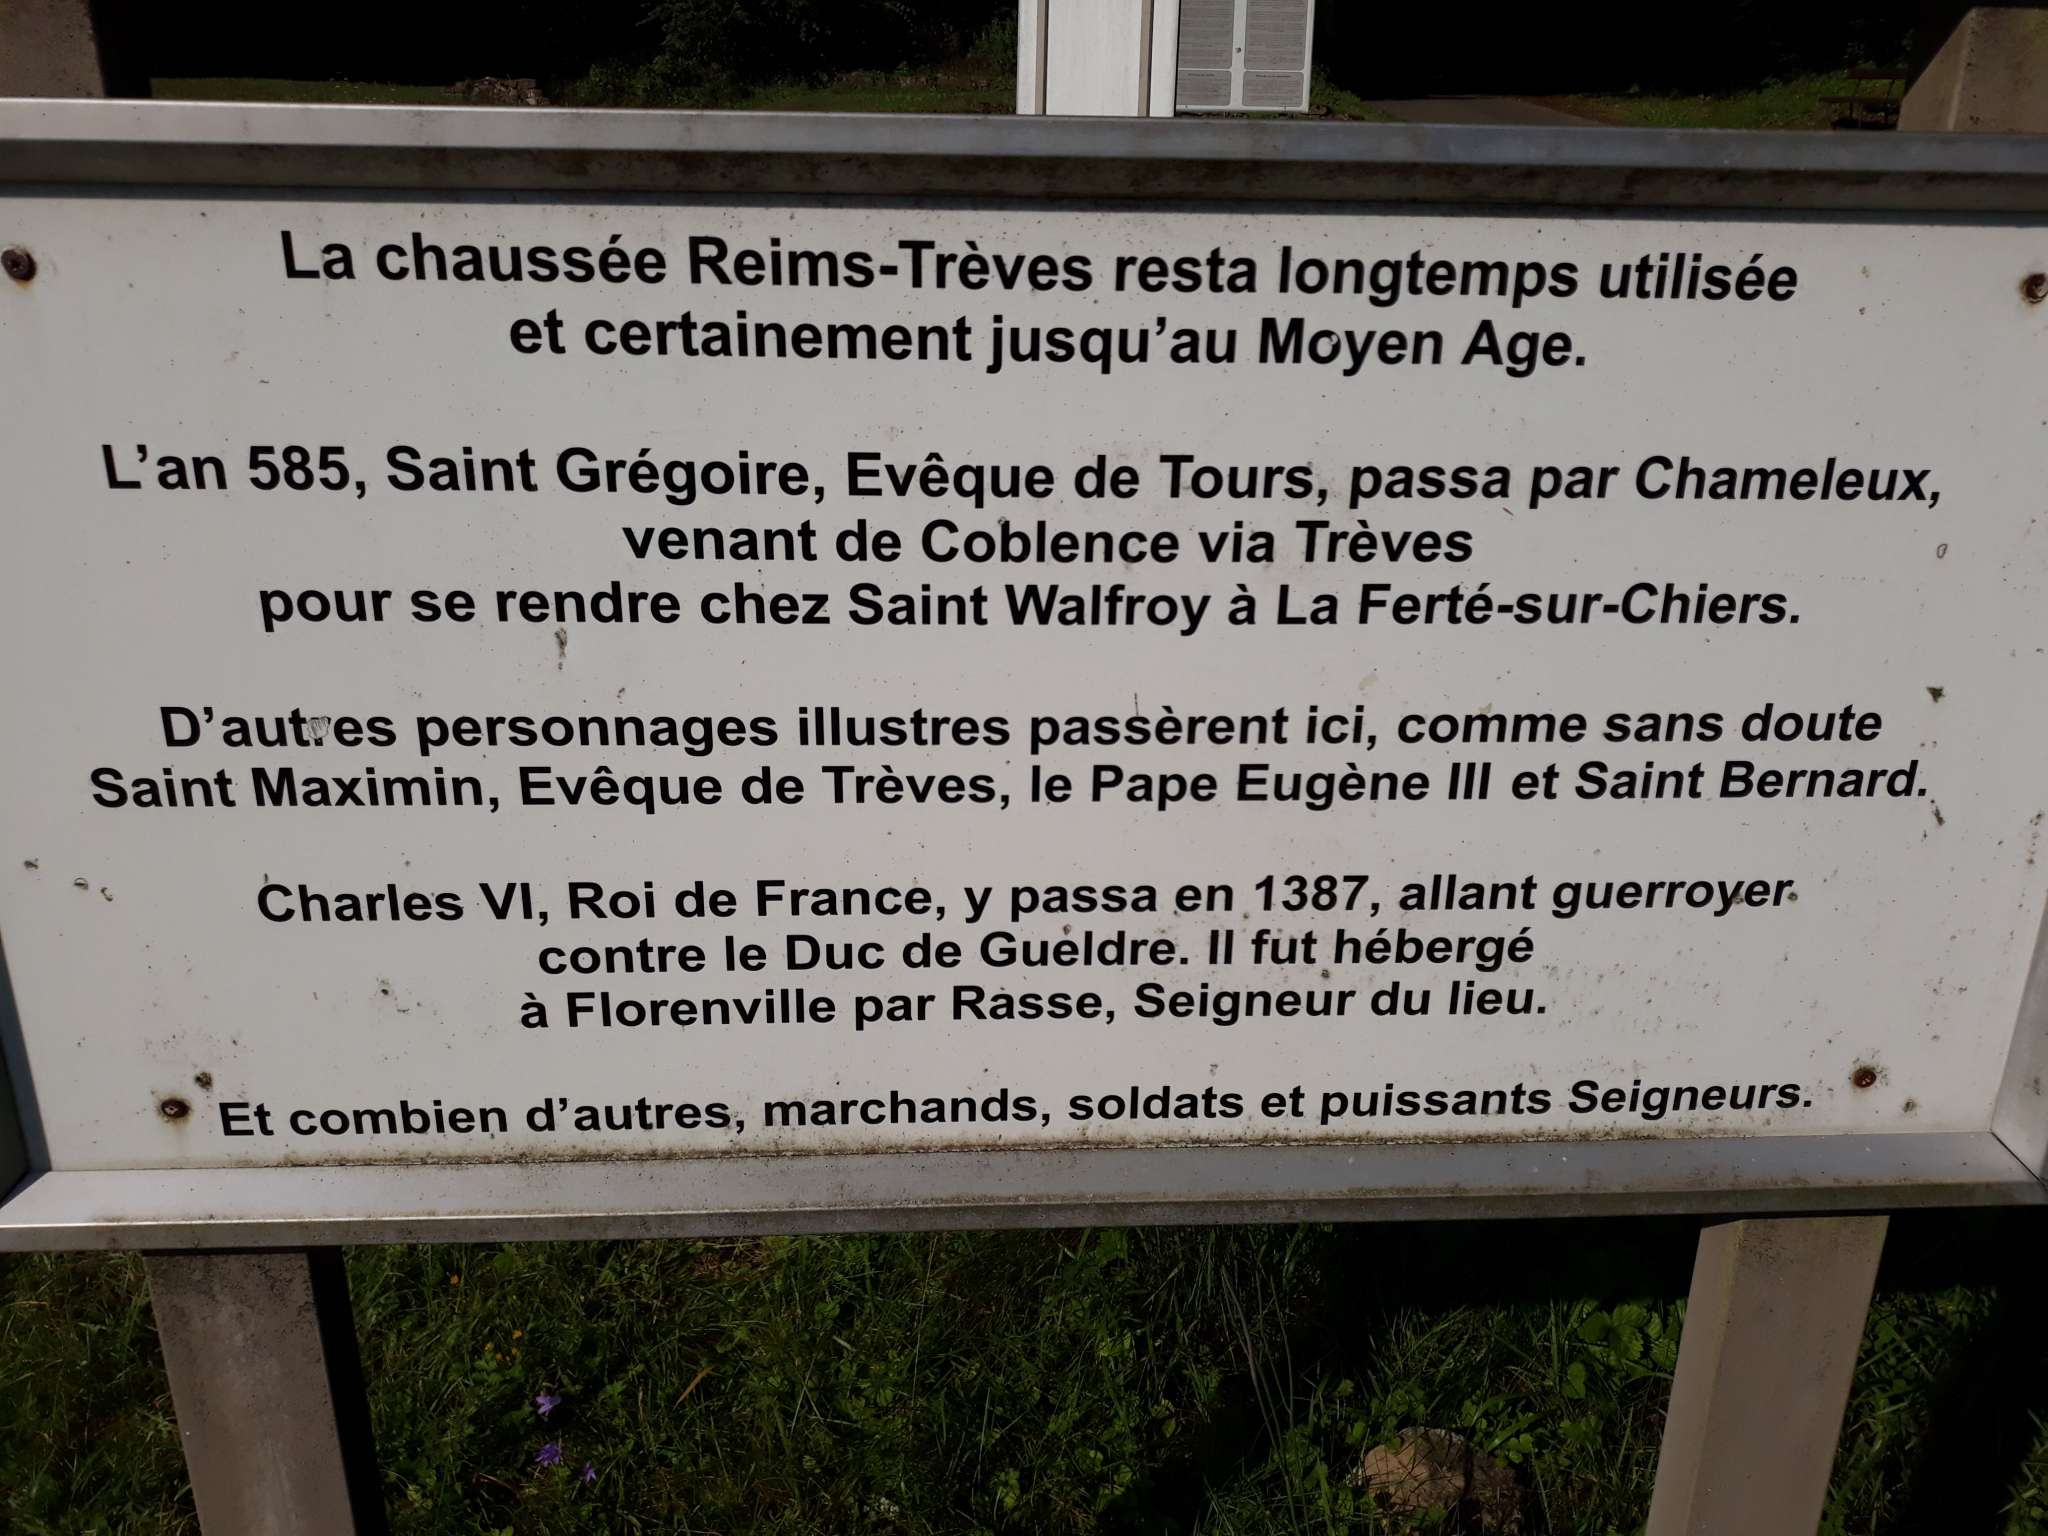 La chaussée Reims-Trèves resta longtemps utilisée
et certainement jusqu'au Moyen Age.
L'an 585, Saint Grégoire, Evêque de Tours, passa par Chameleux,
venant de Coblence via Trèves
pour se rendre chez Saint Walfroy à La Ferté-sur-Chiers.
D'autres personnages illustres passèrent ici, comme sans doute
Saint Maximin, Evêque de Trèves, le Pape Eugène III et Saint Bernard.
Charles VI, Roi de France, y passa en 1387, allant guerroyer
contre le Duc de Gueldre. Il fut hébergé
à Florenville par Rasse, Seigneur du lieu.
Et combien d'autres, marchands, soldats et puissants Seigneurs.